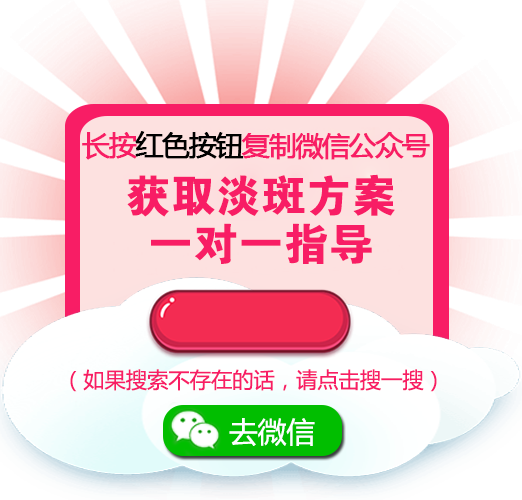 长按红色按钮复制微信公众号
获取淡斑方案
一对一指导
（如果搜索不存在的话，请点击搜一搜）
去微信